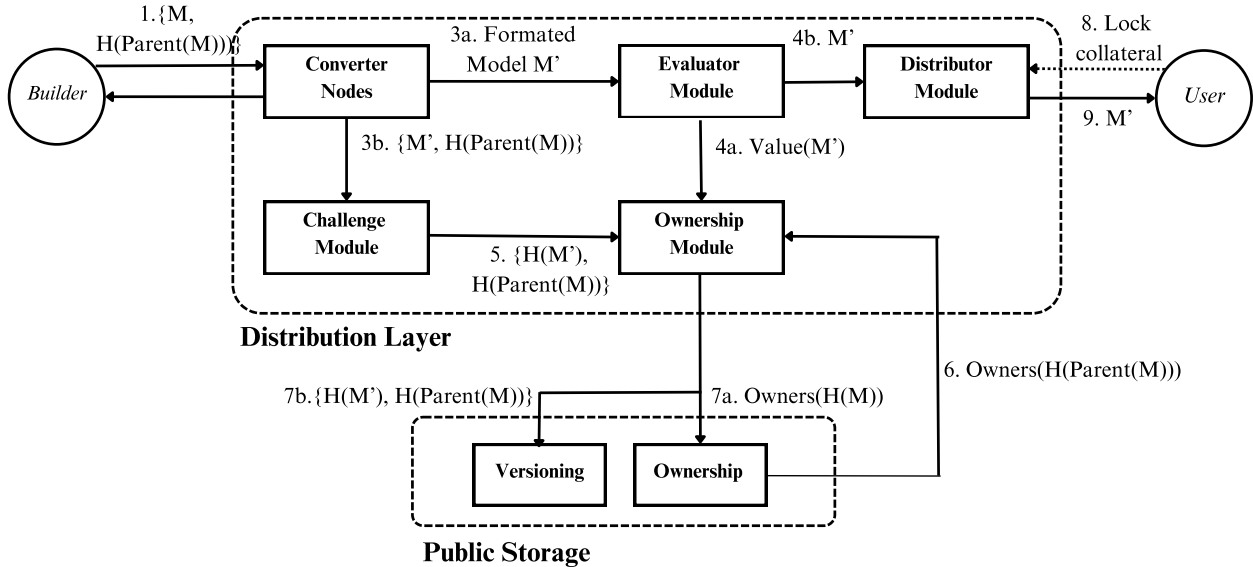 1.{M,
H(Parent(M))}
Builder
Converter
Nodes
3a. Formated
Model M'
Evaluator
Module
4b. M'
Distributor
Module
8. Lock
collateral
User
9. M'
3b. {M', H(Parent(M))}
4a. Value(M')
Challenge
Module
5. {H(M'),
H(Parent(M))}
Ownership
Module
Distribution Layer
6. Owners(H(Parent(M)))
7b.{H(M'), H(Parent(M))}
7a. Owners(H(M))
Versioning
Ownership
Public Storage